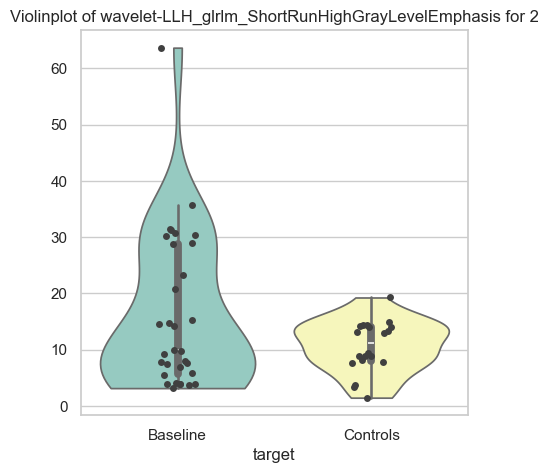 Violinplot of wavelet-LLH_glrlm_ShortRunHighGrayLevelEmphasis for 2
60
50
40
30
20
10
0
Baseline Controls
target